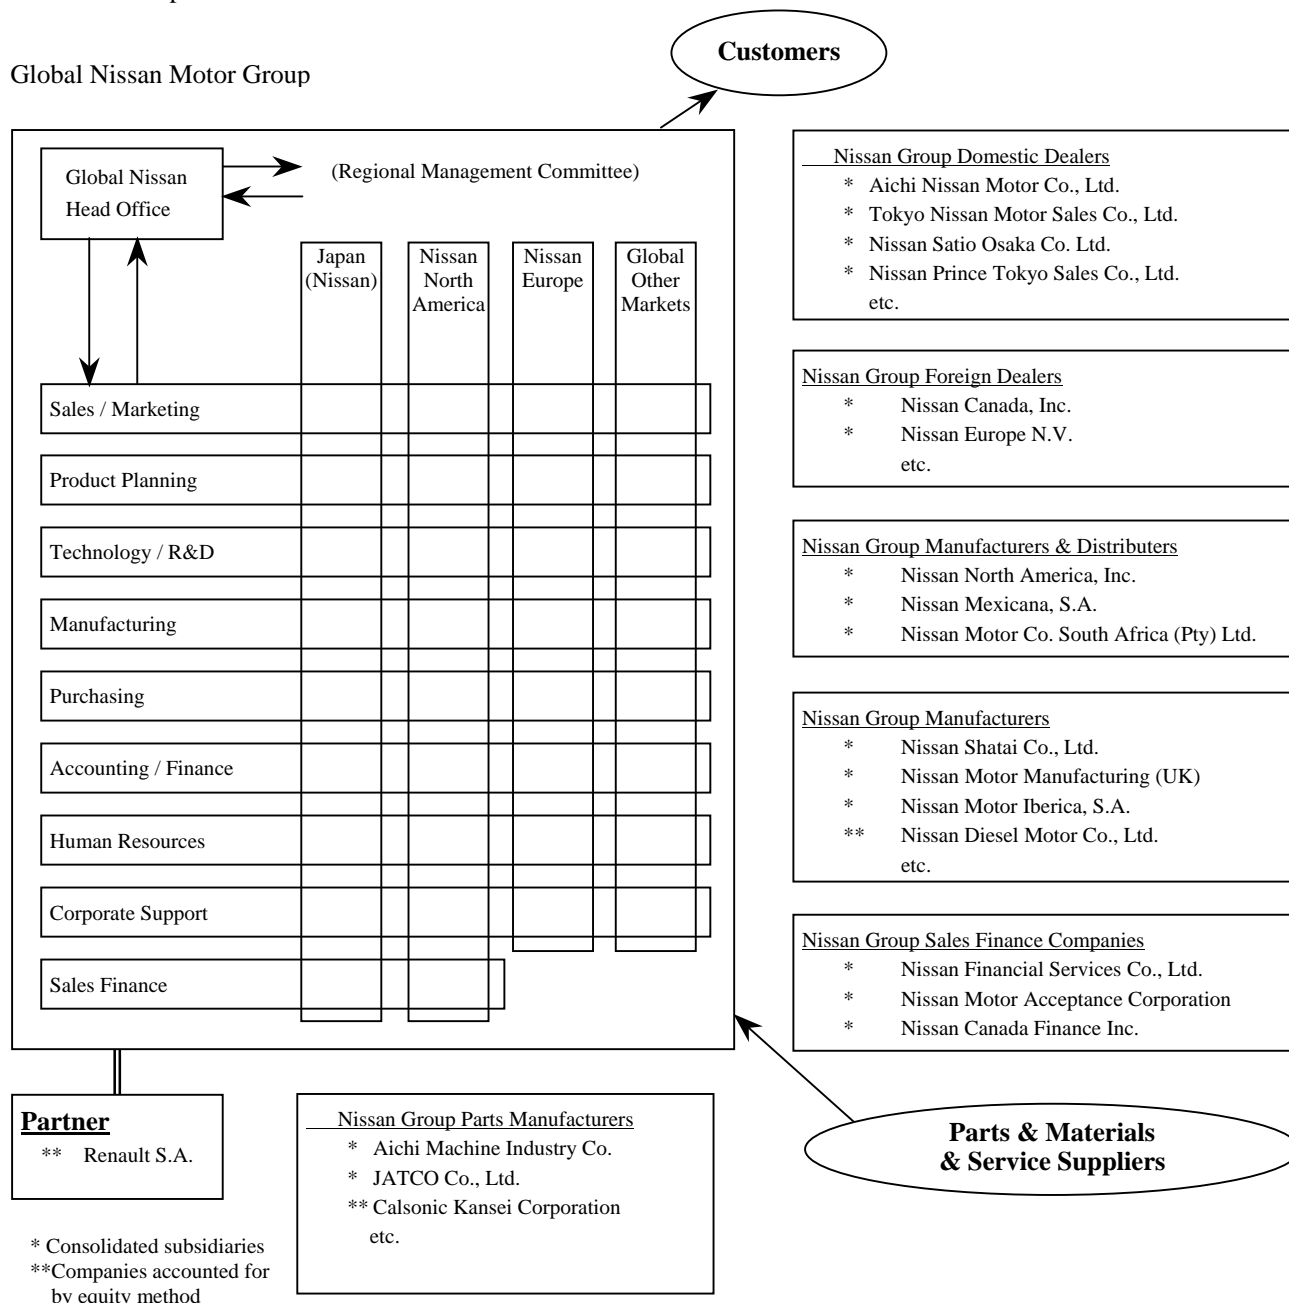 Customers
Global Nissan Motor Group
Global Nissan
Head Office
(Regional Management Committee)
Japan
(Nissan)
Nissan
North
America
Nissan
Europe
Global
Other
Markets
Sales / Marketing
Product Planning
Technology / R&D
Manufacturing
Purchasing
Accounting / Finance
Human Resources
Corporate Support
Sales Finance
Nissan Group Domestic Dealers
* Aichi Nissan Motor Co., Ltd.
* Tokyo Nissan Motor Sales Co., Ltd.
* Nissan Satio Osaka Co. Ltd.
* Nissan Prince Tokyo Sales Co., Ltd.
etc.
Nissan Group Foreign Dealers
* Nissan Canada, Inc.
* Nissan Europe N.V.
etc.
Nissan Group Manufacturers & Distributers
* Nissan North America, Inc.
* Nissan Mexicana, S.A.
* Nissan Motor Co. South Africa (Pty) Ltd.
Nissan Group Manufacturers
* Nissan Shatai Co., Ltd.
* Nissan Motor Manufacturing (UK)
* Nissan Motor Iberica, S.A.
** Nissan Diesel Motor Co., Ltd.
etc.
Nissan Group Sales Finance Companies
* Nissan Financial Services Co., Ltd.
* Nissan Motor Acceptance Corporation
* Nissan Canada Finance Inc.
Partner
** Renault S.A.
Nissan Group Parts Manufacturers
* Aichi Machine Industry Co.
* JATCO Co., Ltd.
** Calsonic Kansei Corporation
etc.
Parts & Materials
& Service Suppliers
* Consolidated subsidiaries
**Companies accounted for
by equity method